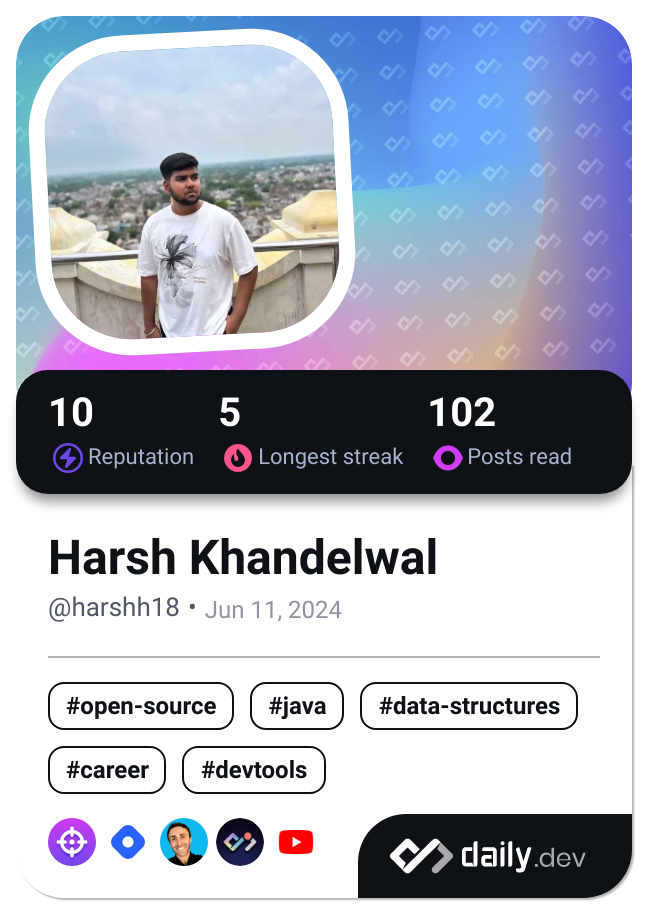 10 5 102
Reputation Longest streak Posts read
Harsh Khandelwal
@harshh18 • Jun 11, 2024
#open-source #java #data-structures
#career #devtools
daily.dev